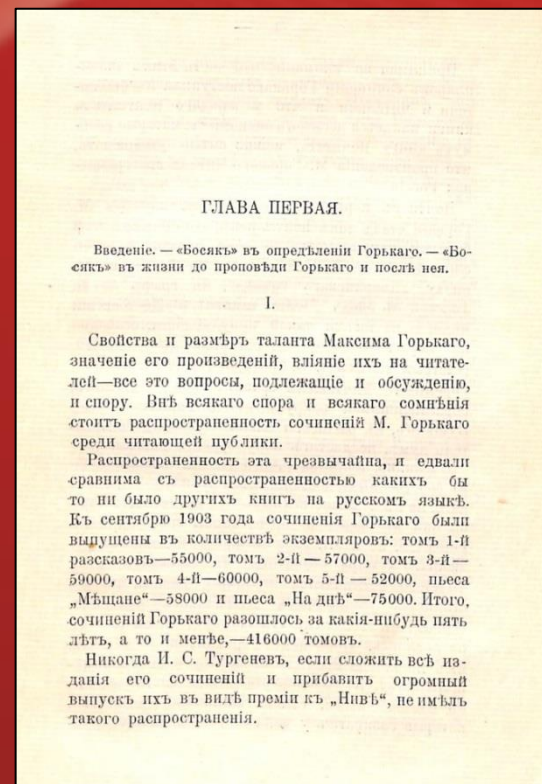 ГЛАВА ПЕРВАЯ.
Введеніе. — «Босякъ» въ опредѣленіи Горькаго. — «Бо-
сякъ» въ жизни до проповѣди Горькаго и послѣ нея.
I.
Свойства и размѣръ таланта Максима Горькаго,
значеніе его произведеній, вліяніе ихъ на читате-
лей—все это вопросы, подлежащіе и обсужденію,
и спору. Внѣ всякаго спора и всякаго сомнѣнія
стоитъ распространенность сочиненій М. Горькаго
среди читающей публики.
Распространенность эта чрезвычайна, и едвали
сравнима съ распространенностью какихъ бы
то ни было другихъ книгъ на русскомъ языкѣ.
Къ сентябрю 1903 года сочиненія Горькаго были
выпущены въ количествѣ экземпляровъ: томъ 1-й
разсказовъ—55000, томъ 2-й — 57000, томъ 3-й —
59000, томъ 4-й—60000, томъ 5-й — 52000, пьеса
„Мѣщане“—58000 и пьеса „На днѣ“—75000. Итого,
сочиненій Горькаго разошлось за какія-нибудь пять
лѣтъ, а то и менѣе,—416000 томовъ.
Никогда И. С. Тургеневъ, если сложить всѣ из-
данія его сочиненій и прибавить огромный
выпускъ ихъ въ видѣ преміи къ „Нивѣ“, не имѣлъ
такого распространенія.